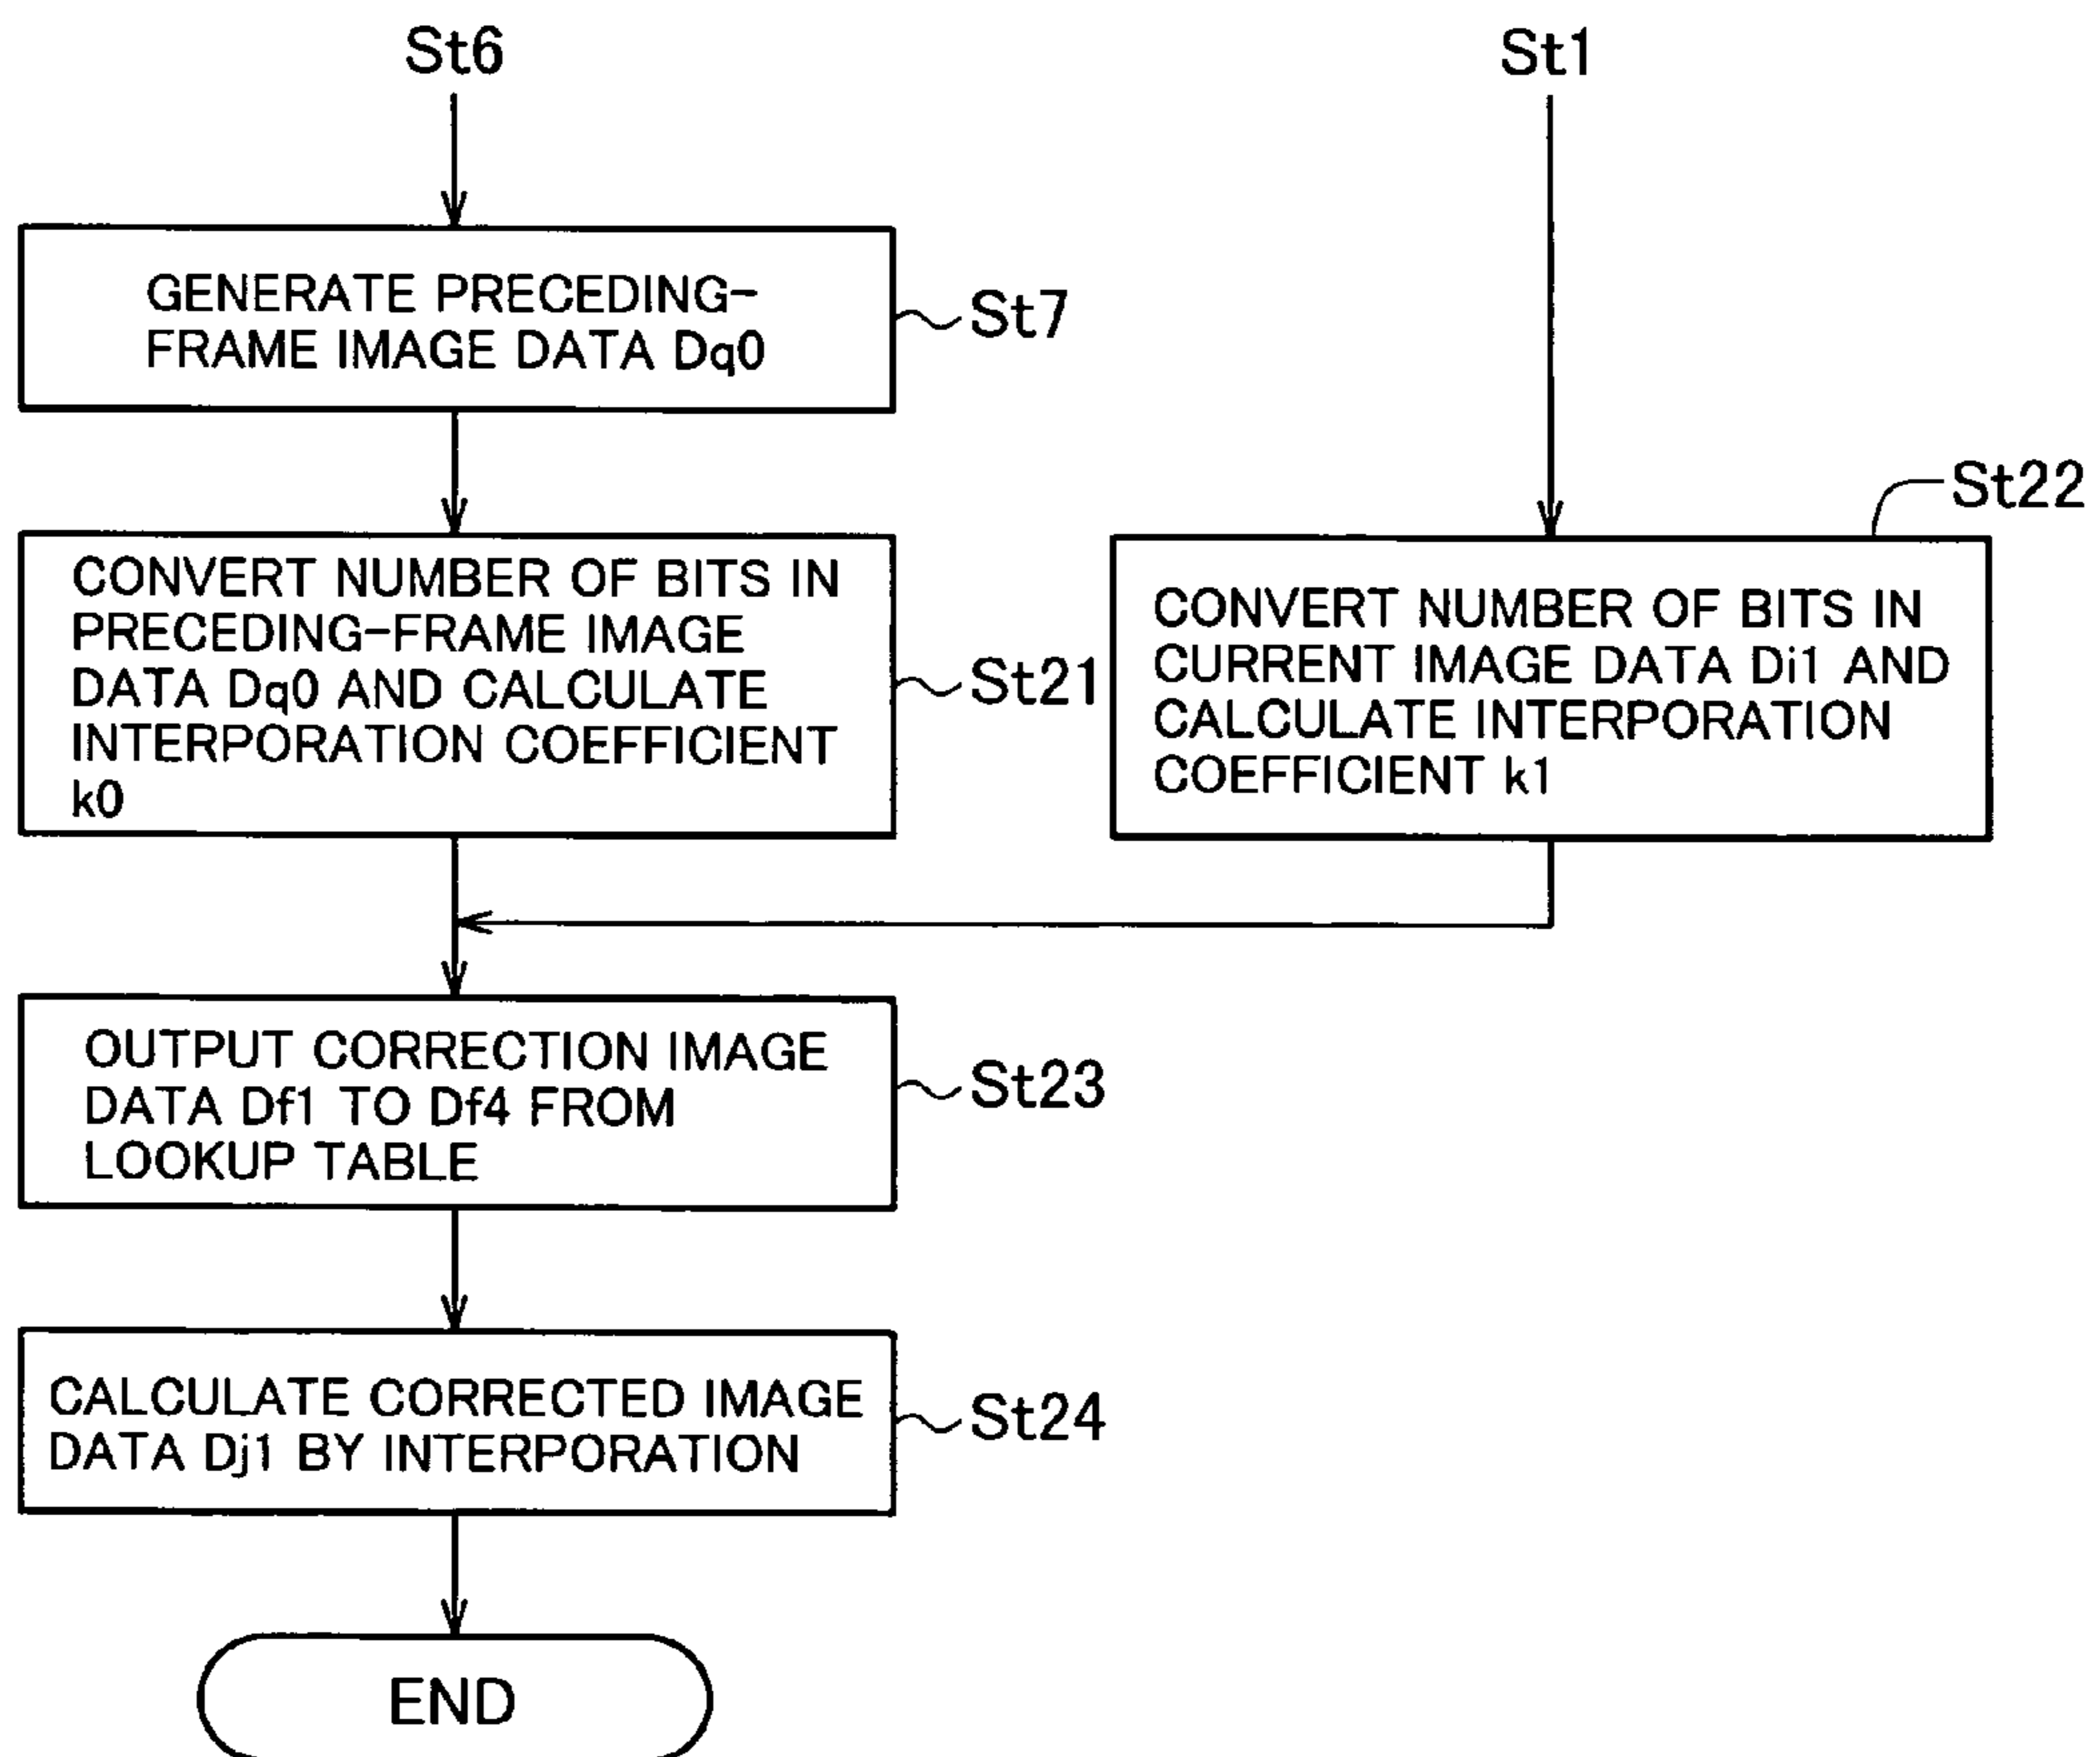 St6
St1
GENERATE PRECEDING-
FRAME IMAGE DATA Dq0
St7
CONVERT NUMBER OF BITS IN
PRECEDING-FRAME IMAGE
DATA Dq0 AND CALCULATE
INTERPORATION COEFFICIENT
k0
St21
St22
CONVERT NUMBER OF BITS IN
CURRENT IMAGE DATA Di1 AND
CALCULATE INTERPORATION
COEFFICIENT k1
OUTPUT CORRECTION IMAGE
DATA Df1 TO Df4 FROM
LOOKUP TABLE
St23
CALCULATE CORRECTED IMAGE
DATA Dj1 BY INTERPORATION
St24
END